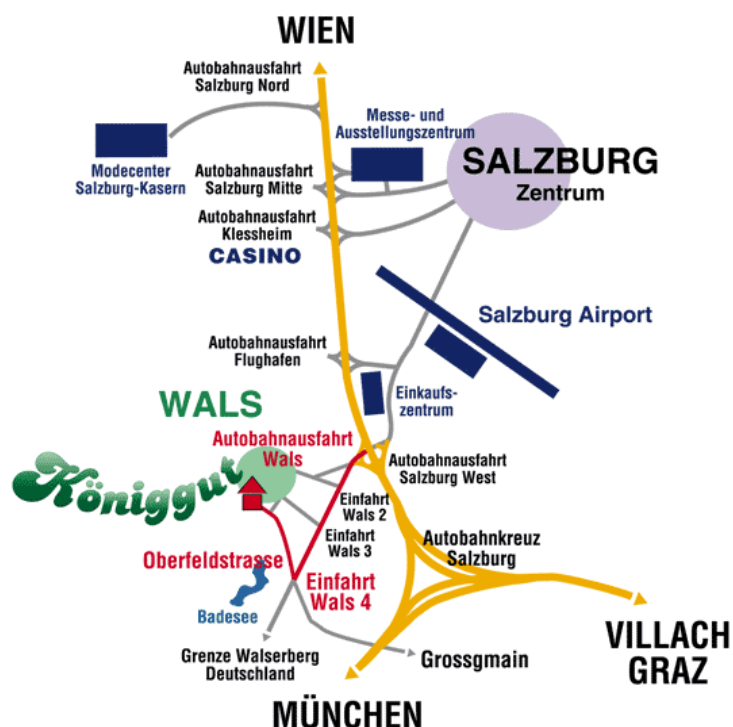 WIEN
Autobahnausfahrt
Salzburg Nord
Messe- und
Ausstellungszentrum
Modecenter
Salzburg-Kasern
Autobahnausfahrt
Salzburg Mitte
SALZBURG
Zentrum
Autobahnausfahrt
Klessheim
CASINO
Salzburg Airport
Autobahnausfahrt
Flughafen
Einkaufs-
zentrum
WALS
Autobahnausfahrt
Wals
Königgut
Autobahnausfahrt
Salzburg West
Einfahrt
Wals 2
Einfahrt
Wals 3
Autobahnkreuz
Salzburg
Oberfeldstrasse
Einfahrt
Wals 4
Badesee
VILLACH
GRAZ
Grenze Walserberg
Deutschland
Grossgmain
MÜNCHEN